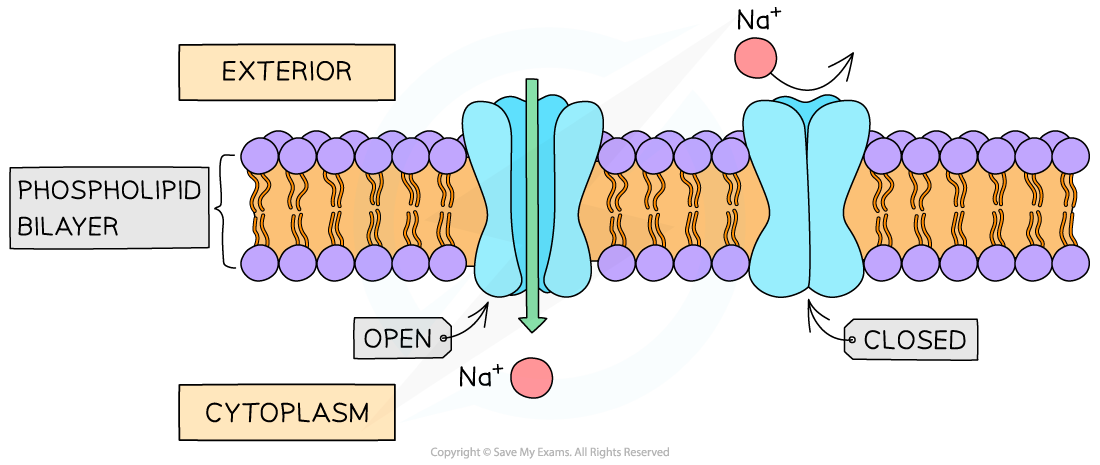 Na⁺
EXTERIOR
PHOSPHOLIPID
BILAYER
OPEN
CLOSED
Na⁺
CYTOPLASM
Copyright © Save My Exams. All Rights Reserved